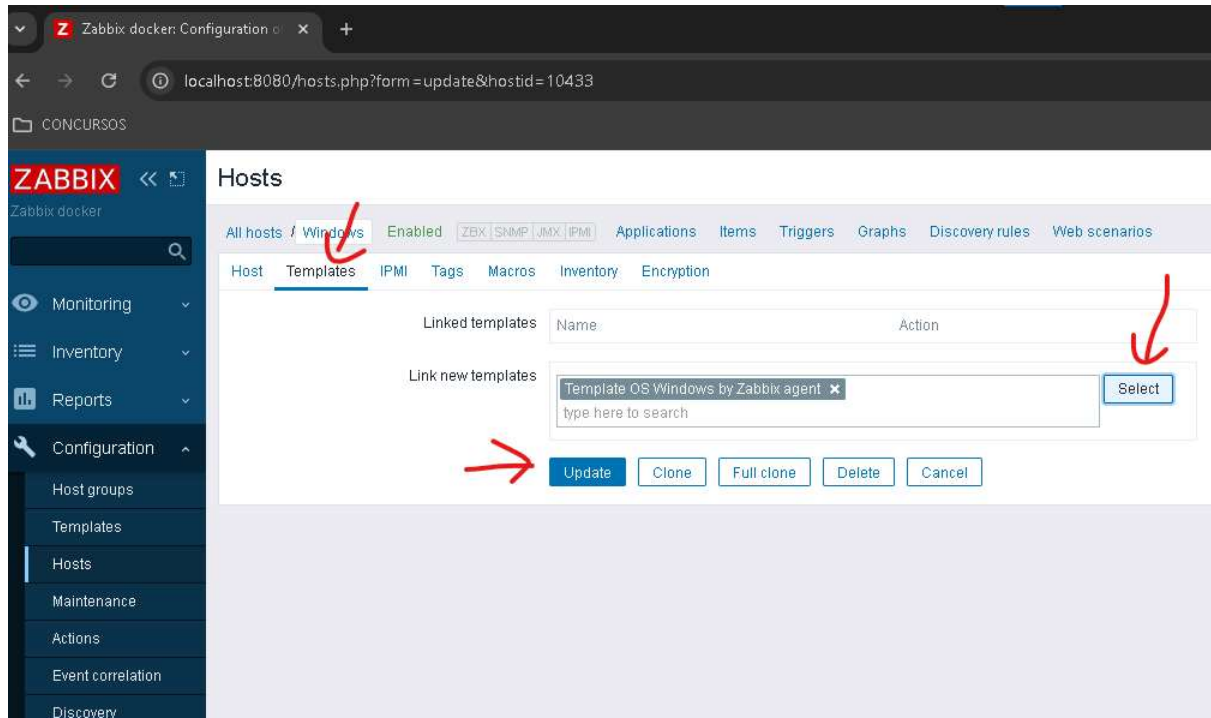 Z Zabbix docker: Configuration o
localhost:8080/hosts.php?form=update&hostid=10433
CONCURSOS
ZABBIX
Zabbix docker
Monitoring
Inventory
Reports
Configuration
Host groups
Templates
Hosts
Maintenance
Actions
Event correlation
Discovery
Hosts
All hosts / Windows Enabled ZBX SNMP JMX IPMI Applications Items Triggers Graphs Discovery rules Web scenarios
Host Templates IPMI Tags Macros Inventory Encryption
Linked templates Name Action
Link new templates Template OS Windows by Zabbix agent Select
type here to search
Update Clone Full clone Delete Cancel